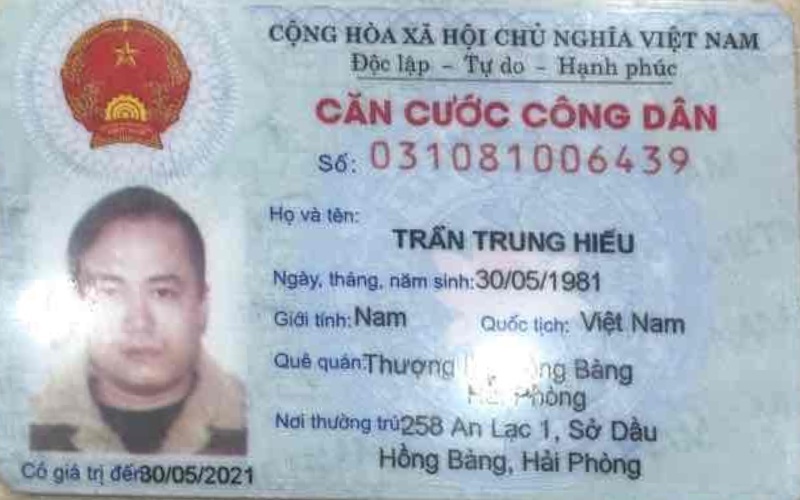 CỘNG HÒA XÃ HỘI CHỦ NGHĨA VIỆT NAM
Độc lập - Tự do - Hạnh phúc
CĂN CƯỚC CÔNG DÂN
Số: 031081006439
Họ và tên:
TRẦN TRUNG HIẾU
Ngày, tháng, năm sinh: 30/05/1981
Giới tính: Nam Quốc tịch: Việt Nam
Quê quán: Thượng Bàng
Phòng
Nơi thường trú: 258 An Lạc 1, Sở Dầu
Hồng Bàng, Hải Phòng
Có giá trị đến: 30/05/2021